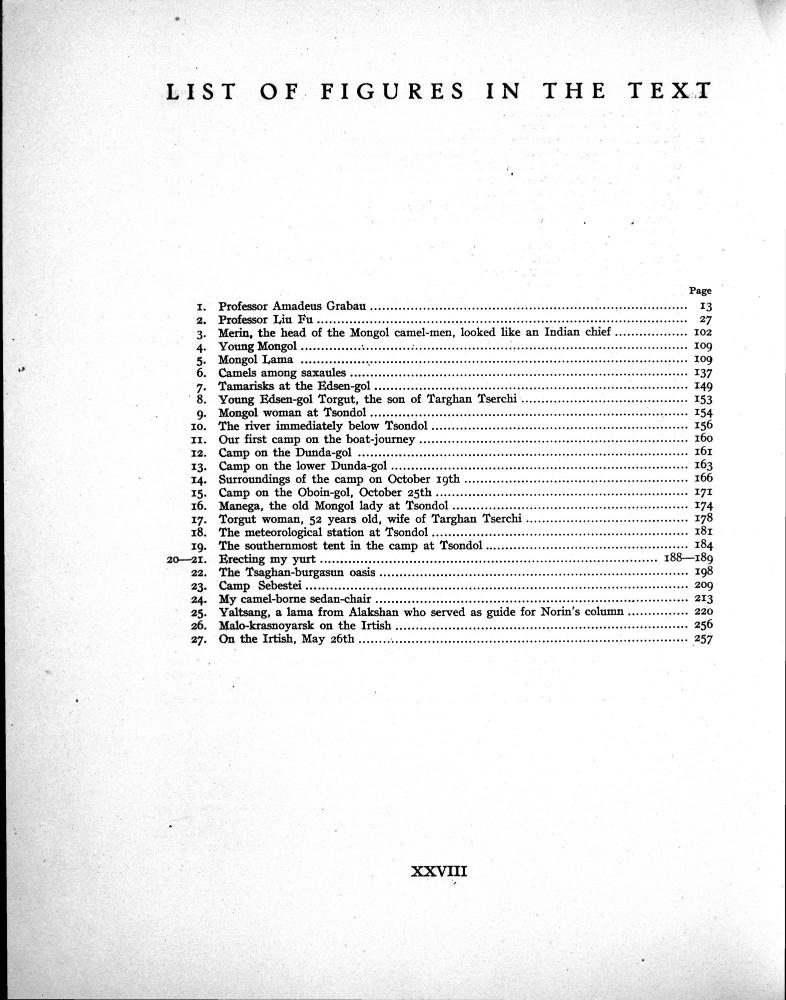 LIST OF FIGURES IN THE TEXT
Page
1. Professor Amadeus Grabau ........ 13
2. Professor Liu Fu ........ 27
3. Merin, the head of the Mongol camel-men, looked like an Indian chief ........ 102
4. Young Mongol ........ 109
5. Mongol Lama ........ 109
6. Camels among saxaules ........ 137
7. Tamarisks at the Edsen-gol ........ 149
8. Young Edsen-gol Torgut, the son of Targhan Tserchi ........ 153
9. Mongol woman at Tsondol ........ 154
10. The river immediately below Tsondol ........ 156
11. Our first camp on the boat-journey ........ 160
12. Camp on the Dunda-gol ........ 161
13. Camp on the lower Dunda-gol ........ 163
14. Surroundings of the camp on October 19th ........ 166
15. Camp on the Oboin-gol, October 25th ........ 171
16. Manega, the old Mongol lady at Tsondol ........ 174
17. Torgut woman, 52 years old, wife of Targhan Tserchi ........ 178
18. The meteorological station at Tsondol ........ 181
19. The southernmost tent in the camp at Tsondol ........ 184
20—21. Erecting my yurt ........ 188—189
22. The Tsaghan-burgasun oasis ........ 198
23. Camp Sebestei ........ 209
24. My camel-borne sedan-chair ........ 213
25. Yaltsang, a lama from Alakshan who served as guide for Norin's column ........ 220
26. Malo-krasnoyarsk on the Irtish ........ 256
27. On the Irtish, May 26th ........ 257
XXVIII